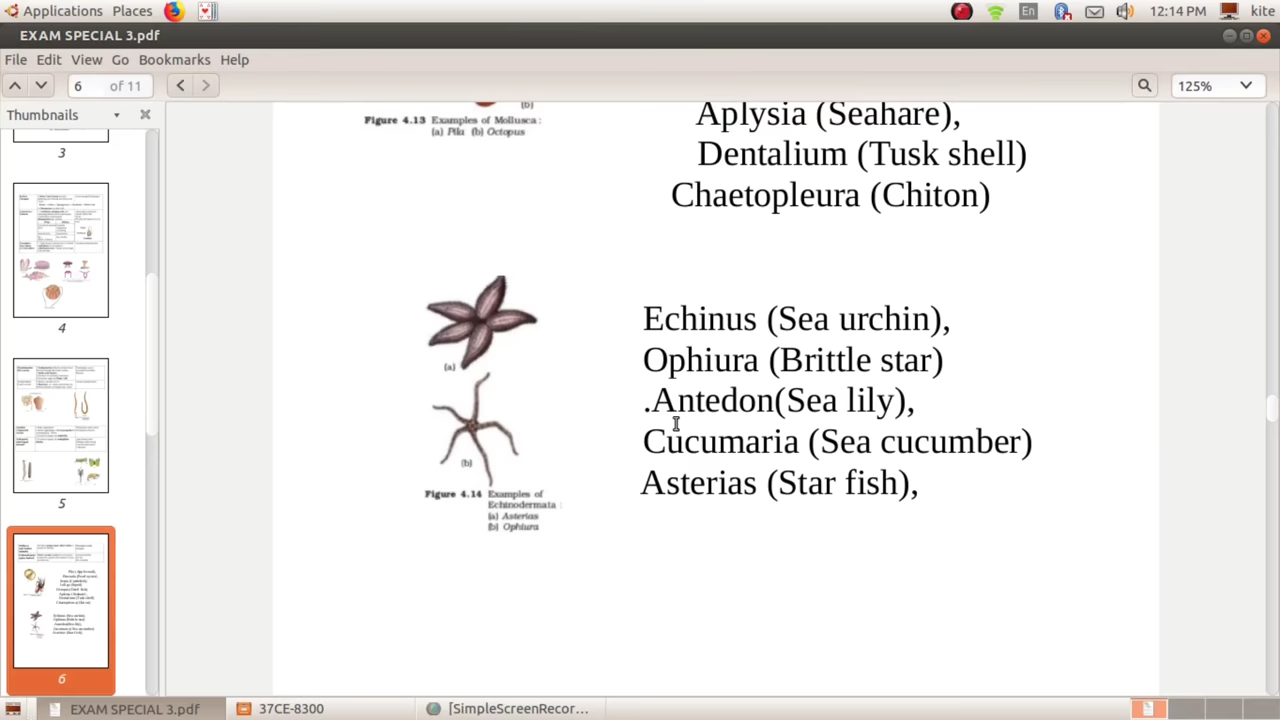 Applications Places En 12:14 PM kite
EXAM SPECIAL 3.pdf
File Edit View Go Bookmarks Help
6 of 11 125%
Thumbnails
3
4
5
6
(b)
Figure 4.13 Examples of Mollusca :
(a) Pila (b) Octopus
Aplysia (Seahare),
Dentalium (Tusk shell)
Chaetopleura (Chiton)
(a)
(b)
Figure 4.14 Examples of
Echinodermata :
(a) Asterias
(b) Ophiura
Echinus (Sea urchin),
Ophiura (Brittle star)
.Antedon(Sea lily),
Cucumaria (Sea cucumber)
Asterias (Star fish),
EXAM SPECIAL 3.pdf 37CE-8300 [SimpleScreenRecor...